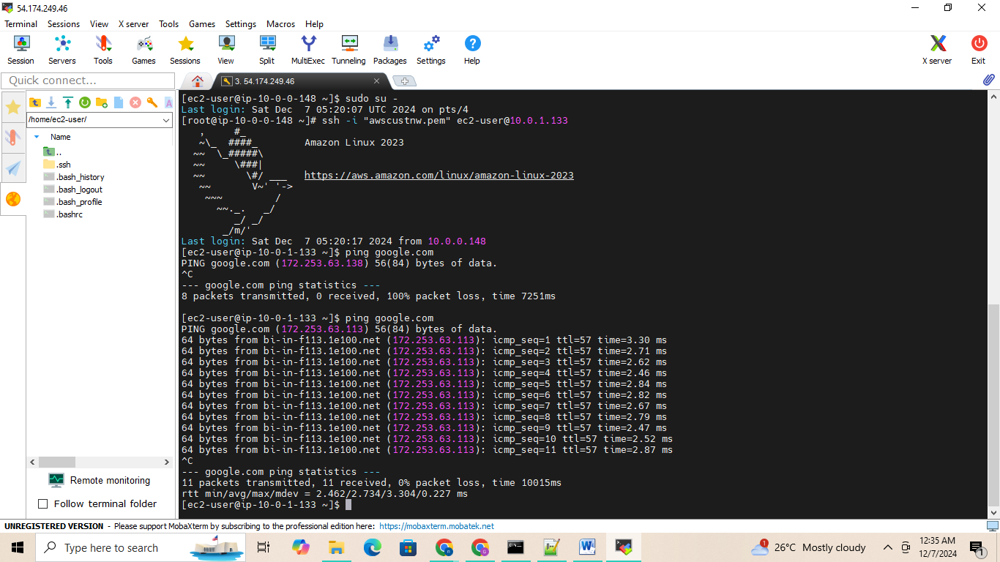 54.174.249.46
Terminal Sessions View X server Tools Games Settings Macros Help
Session Servers Tools Games Sessions View Split MultiExec Tunneling Packages Settings Help X server Exit
Quick connect...
3. 54.174.249.46
/home/ec2-user/
Name
..
.ssh
.bash_history
.bash_logout
.bash_profile
.bashrc
Remote monitoring
Follow terminal folder
[ec2-user@ip-10-0-0-148 ~]$ sudo su -
Last login: Sat Dec  7 05:20:07 UTC 2024 on pts/4
[root@ip-10-0-0-148 ~]# ssh -i "awscustnw.pem" ec2-user@10.0.1.133
   ,     #_
   ~\_  ####_        Amazon Linux 2023
  ~~  \_#####\
  ~~     \###|
  ~~       \#/ ___   https://aws.amazon.com/linux/amazon-linux-2023
   ~~       V~' '->
    ~~~         /
      ~~._.   _/
         _/ _/
       _/m/'
Last login: Sat Dec  7 05:20:17 2024 from 10.0.0.148
[ec2-user@ip-10-0-1-133 ~]$ ping google.com
PING google.com (172.253.63.138) 56(84) bytes of data.
^C
--- google.com ping statistics ---
8 packets transmitted, 0 received, 100% packet loss, time 7251ms
[ec2-user@ip-10-0-1-133 ~]$ ping google.com
PING google.com (172.253.63.113) 56(84) bytes of data.
64 bytes from bi-in-f113.1e100.net (172.253.63.113): icmp_seq=1 ttl=57 time=3.30 ms
64 bytes from bi-in-f113.1e100.net (172.253.63.113): icmp_seq=2 ttl=57 time=2.71 ms
64 bytes from bi-in-f113.1e100.net (172.253.63.113): icmp_seq=3 ttl=57 time=2.62 ms
64 bytes from bi-in-f113.1e100.net (172.253.63.113): icmp_seq=4 ttl=57 time=2.46 ms
64 bytes from bi-in-f113.1e100.net (172.253.63.113): icmp_seq=5 ttl=57 time=2.84 ms
64 bytes from bi-in-f113.1e100.net (172.253.63.113): icmp_seq=6 ttl=57 time=2.82 ms
64 bytes from bi-in-f113.1e100.net (172.253.63.113): icmp_seq=7 ttl=57 time=2.67 ms
64 bytes from bi-in-f113.1e100.net (172.253.63.113): icmp_seq=8 ttl=57 time=2.79 ms
64 bytes from bi-in-f113.1e100.net (172.253.63.113): icmp_seq=9 ttl=57 time=2.47 ms
64 bytes from bi-in-f113.1e100.net (172.253.63.113): icmp_seq=10 ttl=57 time=2.52 ms
64 bytes from bi-in-f113.1e100.net (172.253.63.113): icmp_seq=11 ttl=57 time=2.87 ms
^C
--- google.com ping statistics ---
11 packets transmitted, 11 received, 0% packet loss, time 10015ms
rtt min/avg/max/mdev = 2.462/2.734/3.304/0.227 ms
[ec2-user@ip-10-0-1-133 ~]$
UNREGISTERED VERSION - Please support MobaXterm by subscribing to the professional edition here: https://mobaxterm.mobatek.net
Type here to search
1
26°C Mostly cloudy
12:35 AM
12/7/2024
1